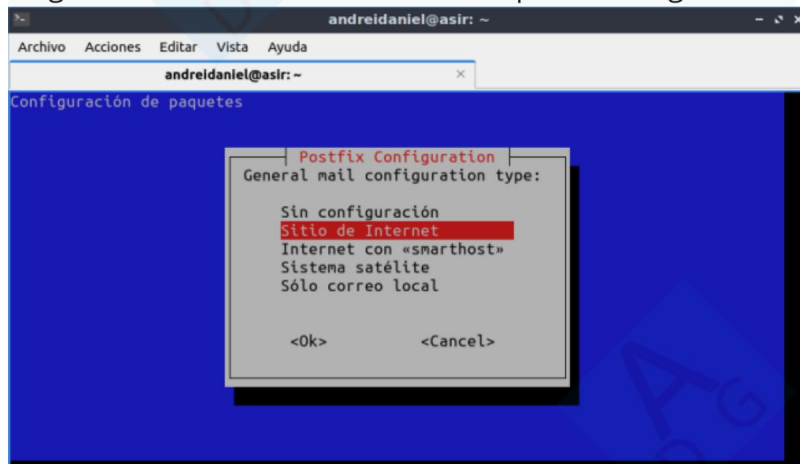 andreidaniel@asir: ~
Archivo Acciones Editar Vista Ayuda
andreidaniel@asir: ~
Configuración de paquetes
Postfix Configuration
General mail configuration type:
Sin configuración
Sitio de Internet
Internet con «smarthost»
Sistema satélite
Sólo correo local
<Ok> <Cancel>